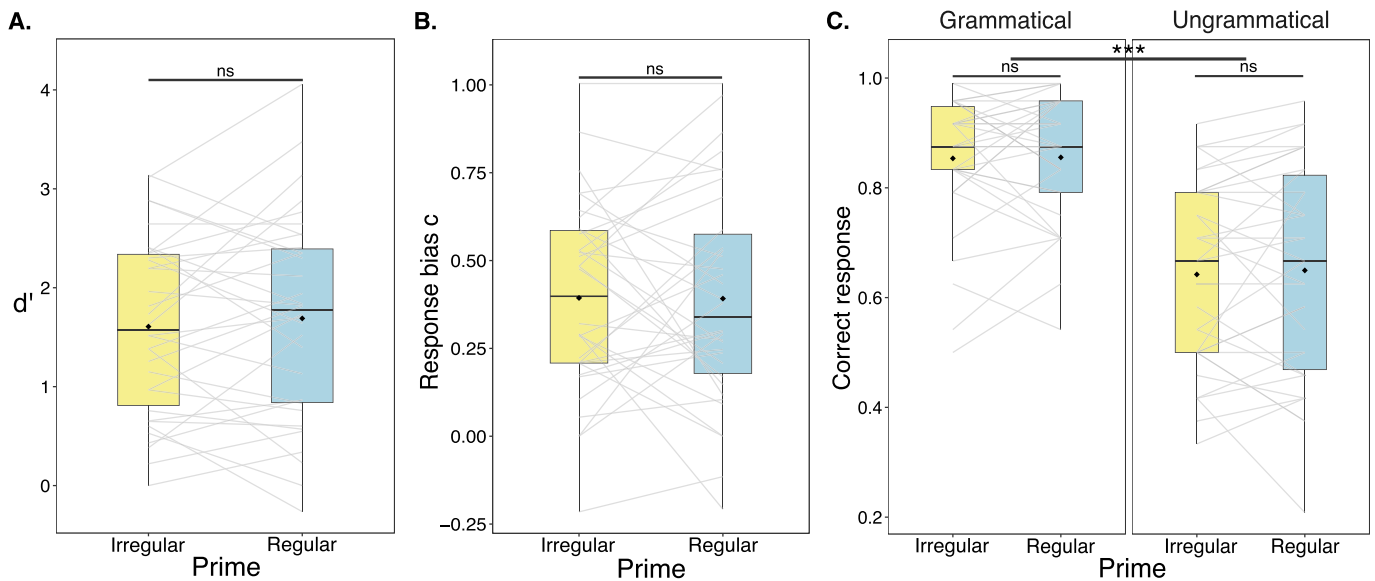 A.
ns
4
3
2
1
0
d'
Irregular
Regular
Prime
B.
ns
1.00
0.75
0.50
0.25
0.00
−0.25
Response bias c
Irregular
Regular
Prime
C.
Grammatical
Ungrammatical
***
ns
ns
1.0
0.8
0.6
0.4
0.2
Correct response
Irregular
Regular
Irregular
Regular
Prime